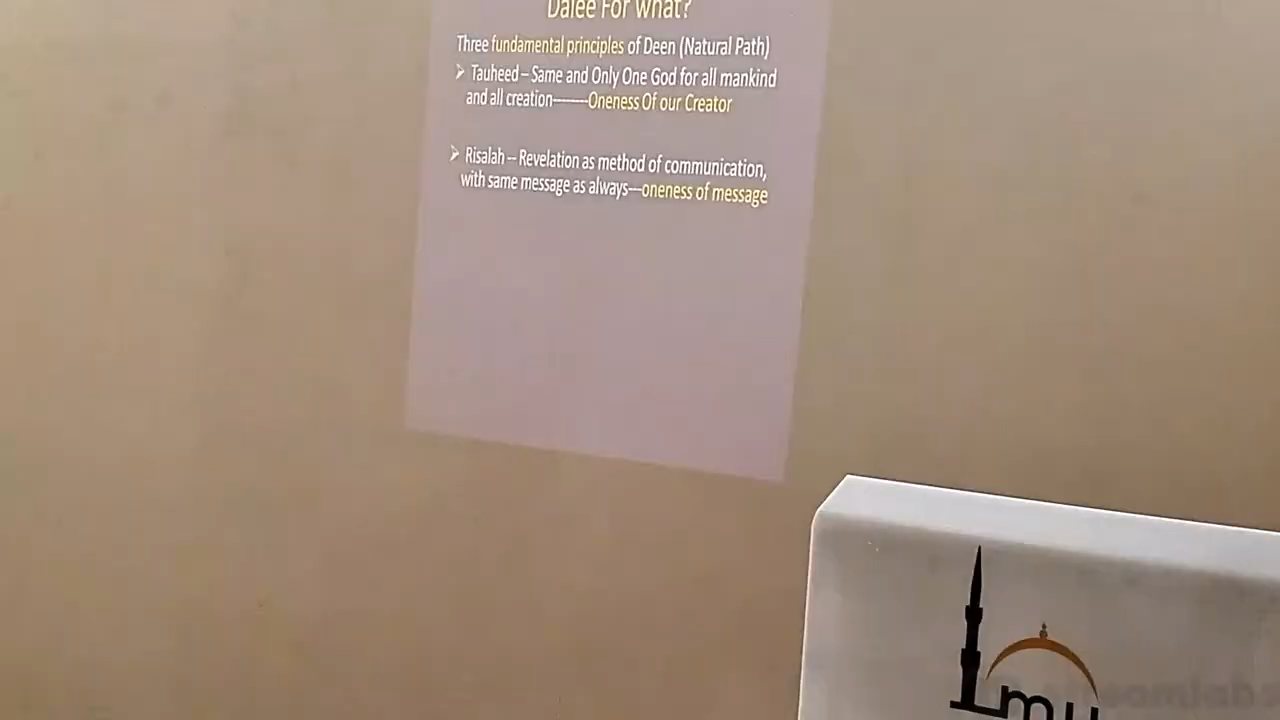 Dalee For What?
Three fundamental principles of Deen (Natural Path)
➢ Tauheed – Same and Only One God for all mankind
and all creation--------Oneness Of our Creator
➢ Risalah -- Revelation as method of communication,
with same message as always---oneness of message